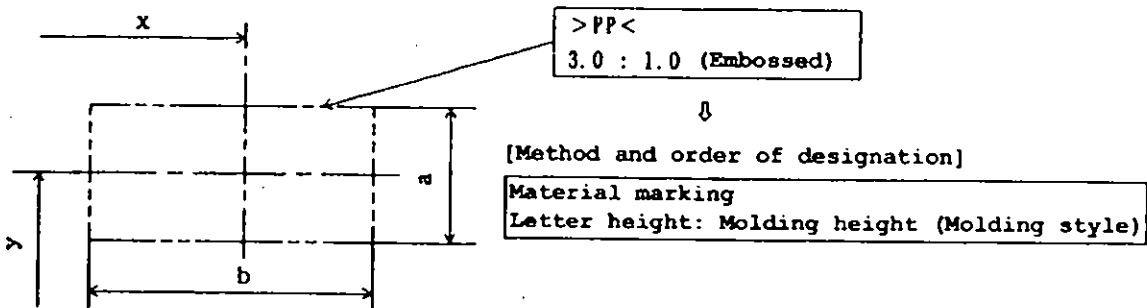 x
>PP<
3.0 : 1.0 (Embossed)
⇩
[Method and order of designation]
Material marking
Letter height: Molding height (Molding style)
a
y
b